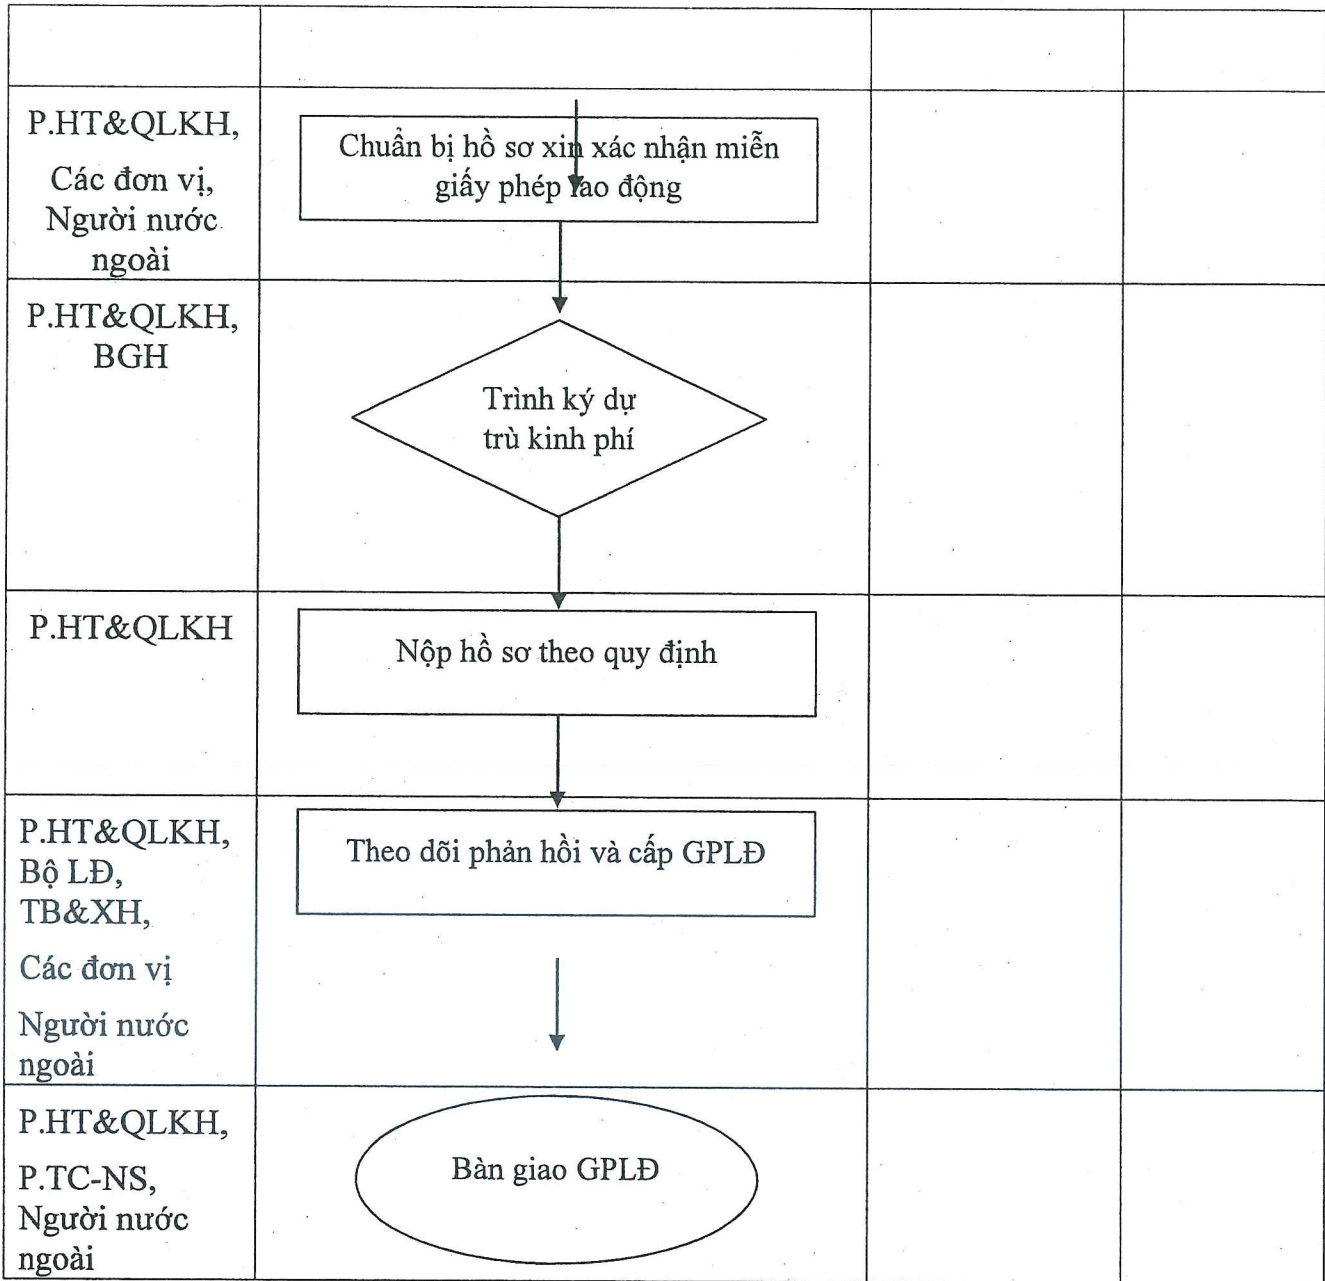 P.HT&QLKH,
Các đơn vị,
Người nước
ngoài
Chuẩn bị hồ sơ xin xác nhận miễn
giấy phép lao động
P.HT&QLKH,
BGH
Trình ký dự
trù kinh phí
P.HT&QLKH
Nộp hồ sơ theo quy định
P.HT&QLKH,
Bộ LĐ,
TB&XH,
Các đơn vị
Người nước
ngoài
Theo dõi phản hồi và cấp GPLĐ
P.HT&QLKH,
P.TC-NS,
Người nước
ngoài
Bàn giao GPLĐ